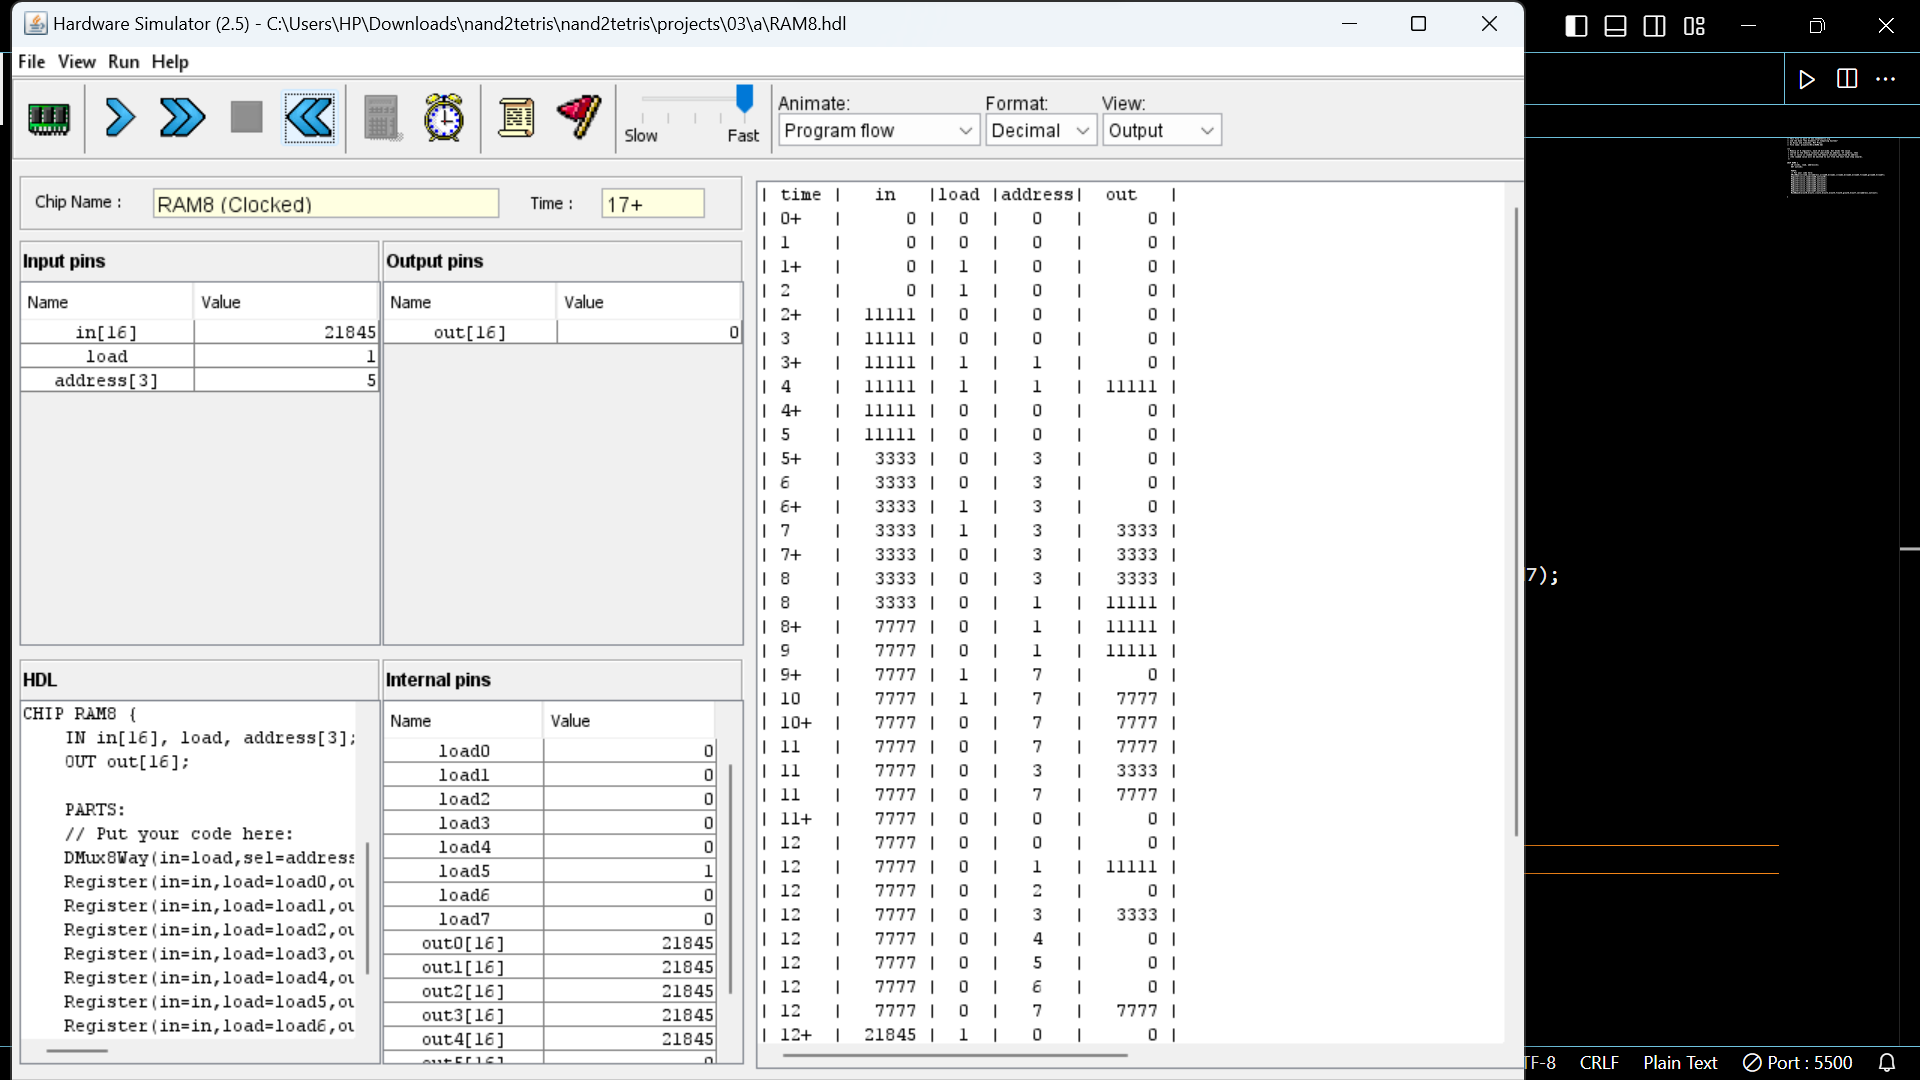 Hardware Simulator (2.5) - C:\Users\HP\Downloads\nand2tetris\nand2tetris\projects\03\a\RAM8.hdl
File View Run Help
Slow Fast
Animate: Format: View:
Program flow Decimal Output
Chip Name : RAM8 (Clocked) Time : 17+
Input pins
Name Value
in[16] 21845
load 1
address[3] 5
Output pins
Name Value
out[16] 0
HDL
CHIP RAM8 {
IN in[16], load, address[3];
OUT out[16];
PARTS:
// Put your code here:
DMux8Way(in=load,sel=address
Register(in=in,load=load0,ou
Register(in=in,load=load1,ou
Register(in=in,load=load2,ou
Register(in=in,load=load3,ou
Register(in=in,load=load4,ou
Register(in=in,load=load5,ou
Register(in=in,load=load6,ou
Internal pins
Name Value
load0 0
load1 0
load2 0
load3 0
load4 0
load5 1
load6 0
load7 0
out0[16] 21845
out1[16] 21845
out2[16] 21845
out3[16] 21845
out4[16] 21845
out5[16] 0
| time | in |load |address| out |
| 0+ | 0 | 0 | 0 | 0 |
| 1 | 0 | 0 | 0 | 0 |
| 1+ | 0 | 1 | 0 | 0 |
| 2 | 0 | 1 | 0 | 0 |
| 2+ | 11111 | 0 | 0 | 0 |
| 3 | 11111 | 0 | 0 | 0 |
| 3+ | 11111 | 1 | 1 | 0 |
| 4 | 11111 | 1 | 1 | 11111 |
| 4+ | 11111 | 0 | 0 | 0 |
| 5 | 11111 | 0 | 0 | 0 |
| 5+ | 3333 | 0 | 3 | 0 |
| 6 | 3333 | 0 | 3 | 0 |
| 6+ | 3333 | 1 | 3 | 0 |
| 7 | 3333 | 1 | 3 | 3333 |
| 7+ | 3333 | 0 | 3 | 3333 |
| 8 | 3333 | 0 | 3 | 3333 |
| 8 | 3333 | 0 | 1 | 11111 |
| 8+ | 7777 | 0 | 1 | 11111 |
| 9 | 7777 | 0 | 1 | 11111 |
| 9+ | 7777 | 1 | 7 | 0 |
| 10 | 7777 | 1 | 7 | 7777 |
| 10+ | 7777 | 0 | 7 | 7777 |
| 11 | 7777 | 0 | 7 | 7777 |
| 11 | 7777 | 0 | 3 | 3333 |
| 11 | 7777 | 0 | 7 | 7777 |
| 11+ | 7777 | 0 | 0 | 0 |
| 12 | 7777 | 0 | 0 | 0 |
| 12 | 7777 | 0 | 1 | 11111 |
| 12 | 7777 | 0 | 2 | 0 |
| 12 | 7777 | 0 | 3 | 3333 |
| 12 | 7777 | 0 | 4 | 0 |
| 12 | 7777 | 0 | 5 | 0 |
| 12 | 7777 | 0 | 6 | 0 |
| 12 | 7777 | 0 | 7 | 7777 |
| 12+ | 21845 | 1 | 0 | 0 |
7);
TF-8 CRLF Plain Text Port : 5500